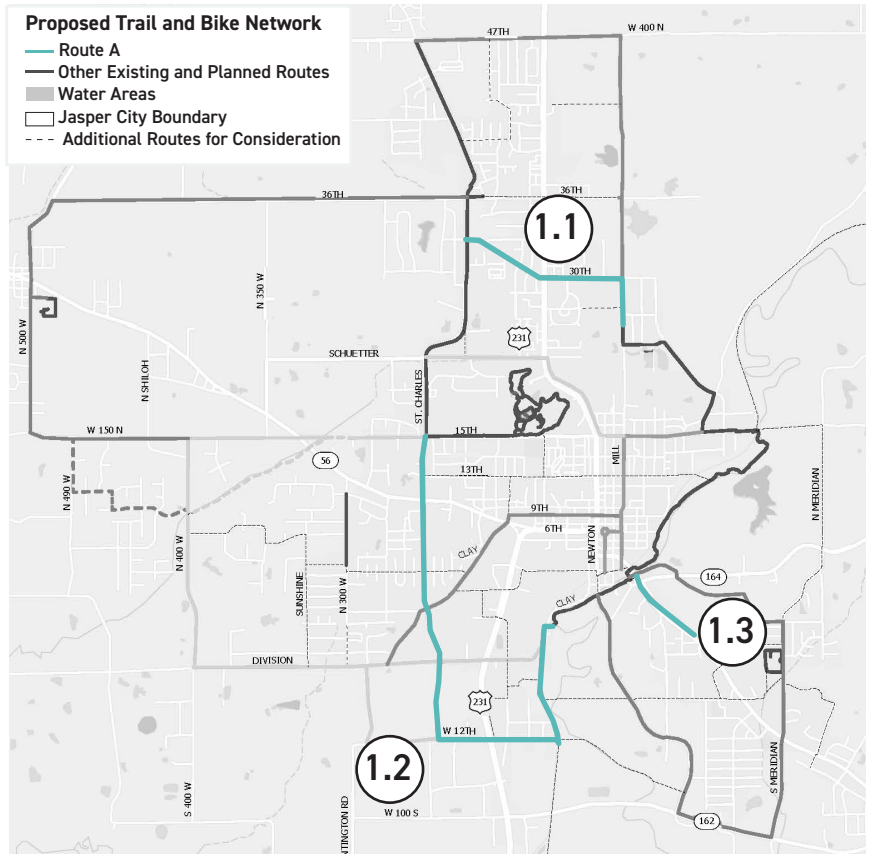 Proposed Trail and Bike Network
Route A
Other Existing and Planned Routes
Water Areas
Jasper City Boundary
Additional Routes for Consideration
47TH
W 400 N
36TH
36TH
1.1
30TH
N 350 W
N 500 W
231
SCHUETTER
N SHILOH
ST. CHARLES
W 150 N
15TH
56
13TH
MILL
N 490 W
9TH
6TH
N MERIDIAN
N 400 W
CLAY
NEWTON
SUNSHINE
N 300 W
164
CLAY
1.3
DIVISION
231
W 12TH
1.2
S MERIDIAN
S 400 W
W 100 S
162
NTINGTON RD